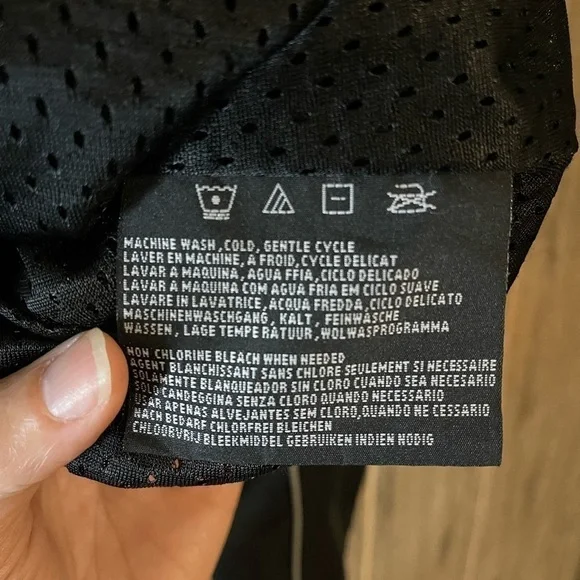 MACHINE WASH ,COLD, GENTLE CYCLE
LAVER EN MACHINE, A FROID, CYCLE DELICAT
LAVAR A MAQUINA, AGUA FFIA, CICLO DELICADO
LAVAR A MAQUINA COM AGUA FRIA EM CICLO SUAVE
LAVARE IN LAVATRICE, ACQUA FREDDA, CICLO DELICATO
MASCHINENWASCHGANG, KALT, FEINWÄSCHE
WASSEN, LAGE TEMPE RATUUR, WOLWASPROGRAMMA
NON CHLORINE BLEACH WHEN NEEDED
AGENT BLANCHISSANT SANS CHLORE SEULEMENT SI NECESSAIRE
SOLAMENTE BLANQUEADOR SIN CLORO CUANDO SEA NECESSARIO
SOLO CANDEGGINA SENZA CLORO QUANDO NECESSARIO
USAR APENAS ALVEJANTES SEM CLORO,QUANDO NE CESSARIO
NACH BEDARF CHLORFREI BLEICHEN
CHLOORVRIJ BLEEKMIDDEL GEBRUIKEN INDIEN NODIG